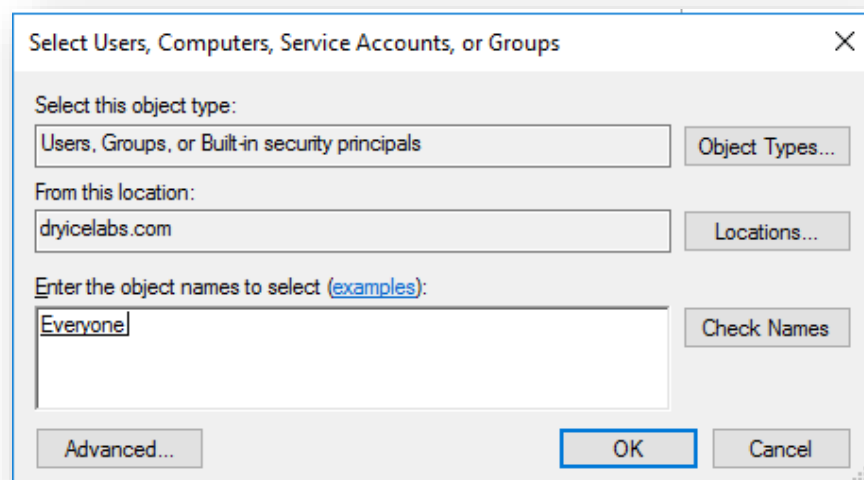 Select Users, Computers, Service Accounts, or Groups
Select this object type:
Users, Groups, or Built-in security principals
Object Types...
From this location:
dryicelabs.com
Locations...
Enter the object names to select (examples):
Everyone
Check Names
Advanced...
OK
Cancel